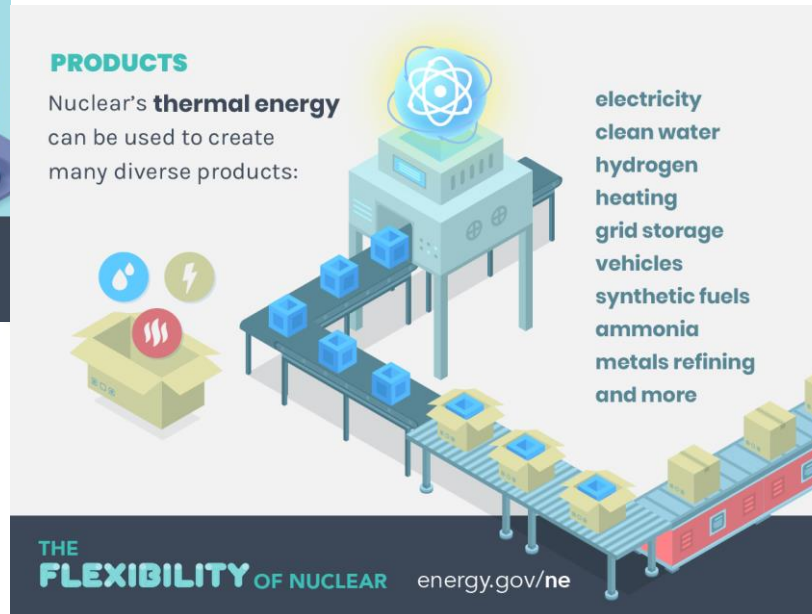 PRODUCTS
Nuclear's thermal energy
can be used to create
many diverse products:
electricity
clean water
hydrogen
heating
grid storage
vehicles
synthetic fuels
ammonia
metals refining
and more
THE
FLEXIBILITY OF NUCLEAR
energy.gov/ne